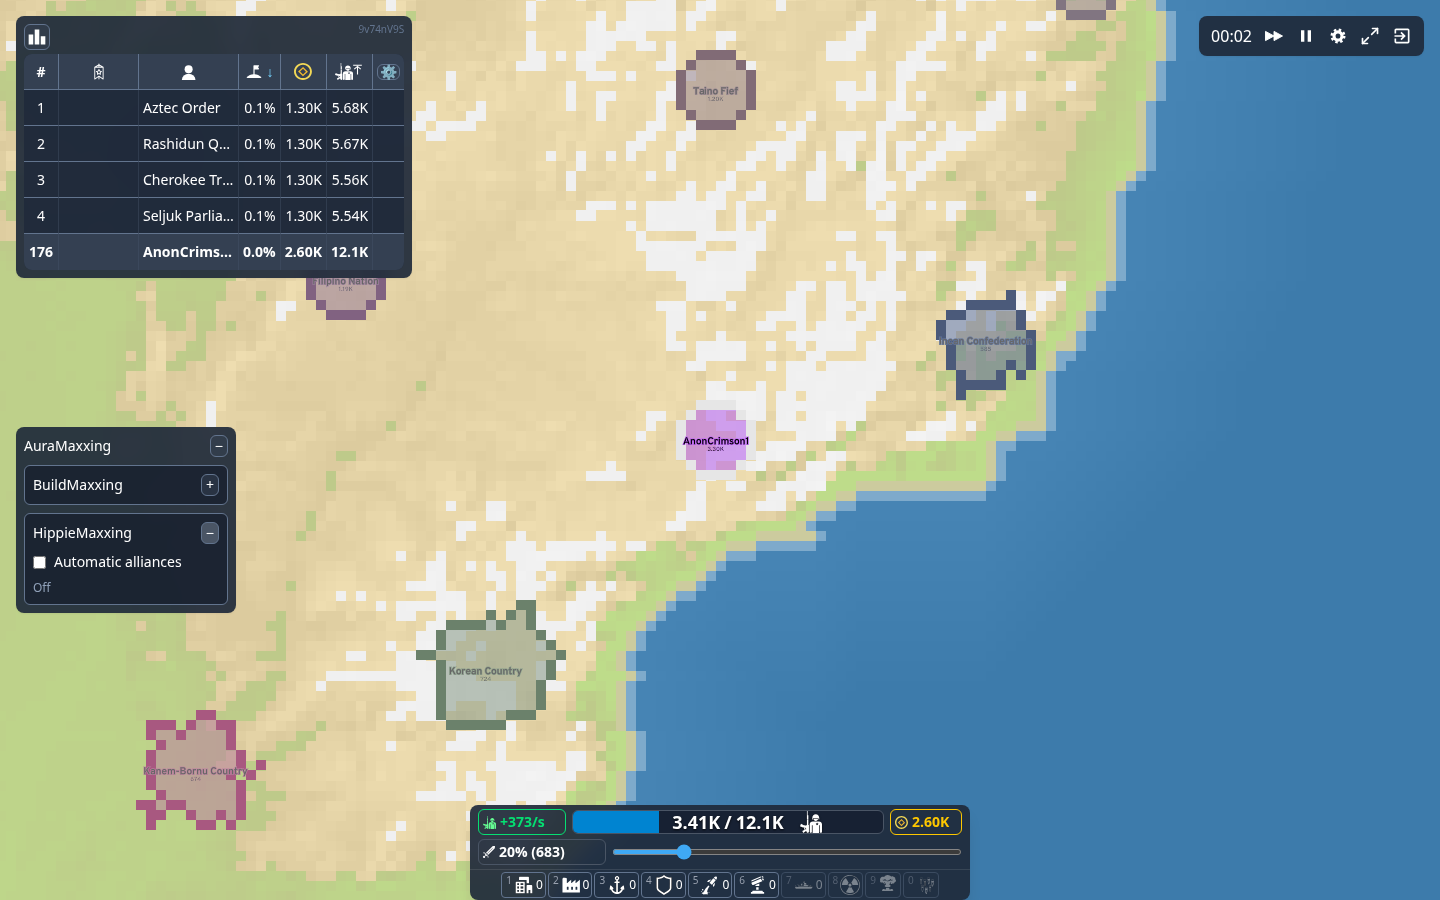 9v74nV9S
00:02
#
↓
1 Aztec Order 0.1% 1.30K 5.68K
2 Rashidun Q... 0.1% 1.30K 5.67K
3 Cherokee Tr... 0.1% 1.30K 5.56K
4 Seljuk Parlia... 0.1% 1.30K 5.54K
176 AnonCrims... 0.0% 2.60K 12.1K
Taino Fief
Filipino Nation
Confederation
AnonCrimson1
AuraMaxxing −
BuildMaxxing +
HippieMaxxing −
Automatic alliances
Off
Korean Country
Kanem-Bornu Country
+373/s 3.41K / 12.1K 2.60K
20% (683)
1 0 2 0 3 0 4 0 5 0 6 0 7 0 8 9 0